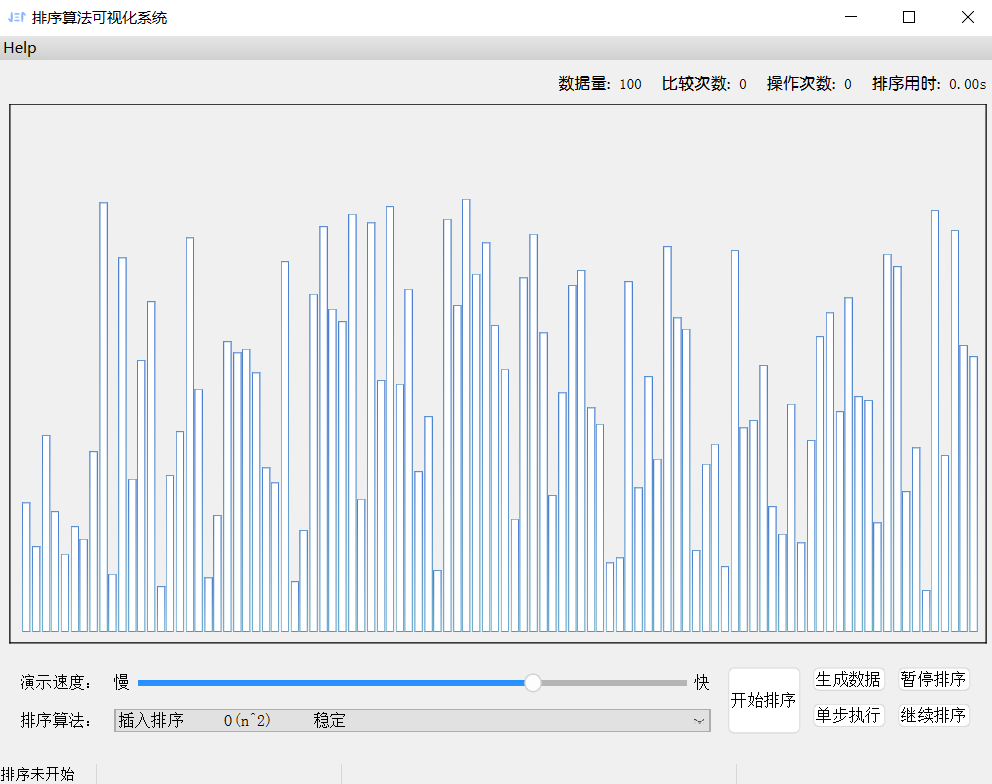 排序算法可视化系统
Help
数据量: 100 比较次数: 0 操作次数: 0 排序用时: 0.00s
演示速度: 慢 快
排序算法: 插入排序 O(n^2) 稳定
开始排序
生成数据 暂停排序
单步执行 继续排序
排序未开始